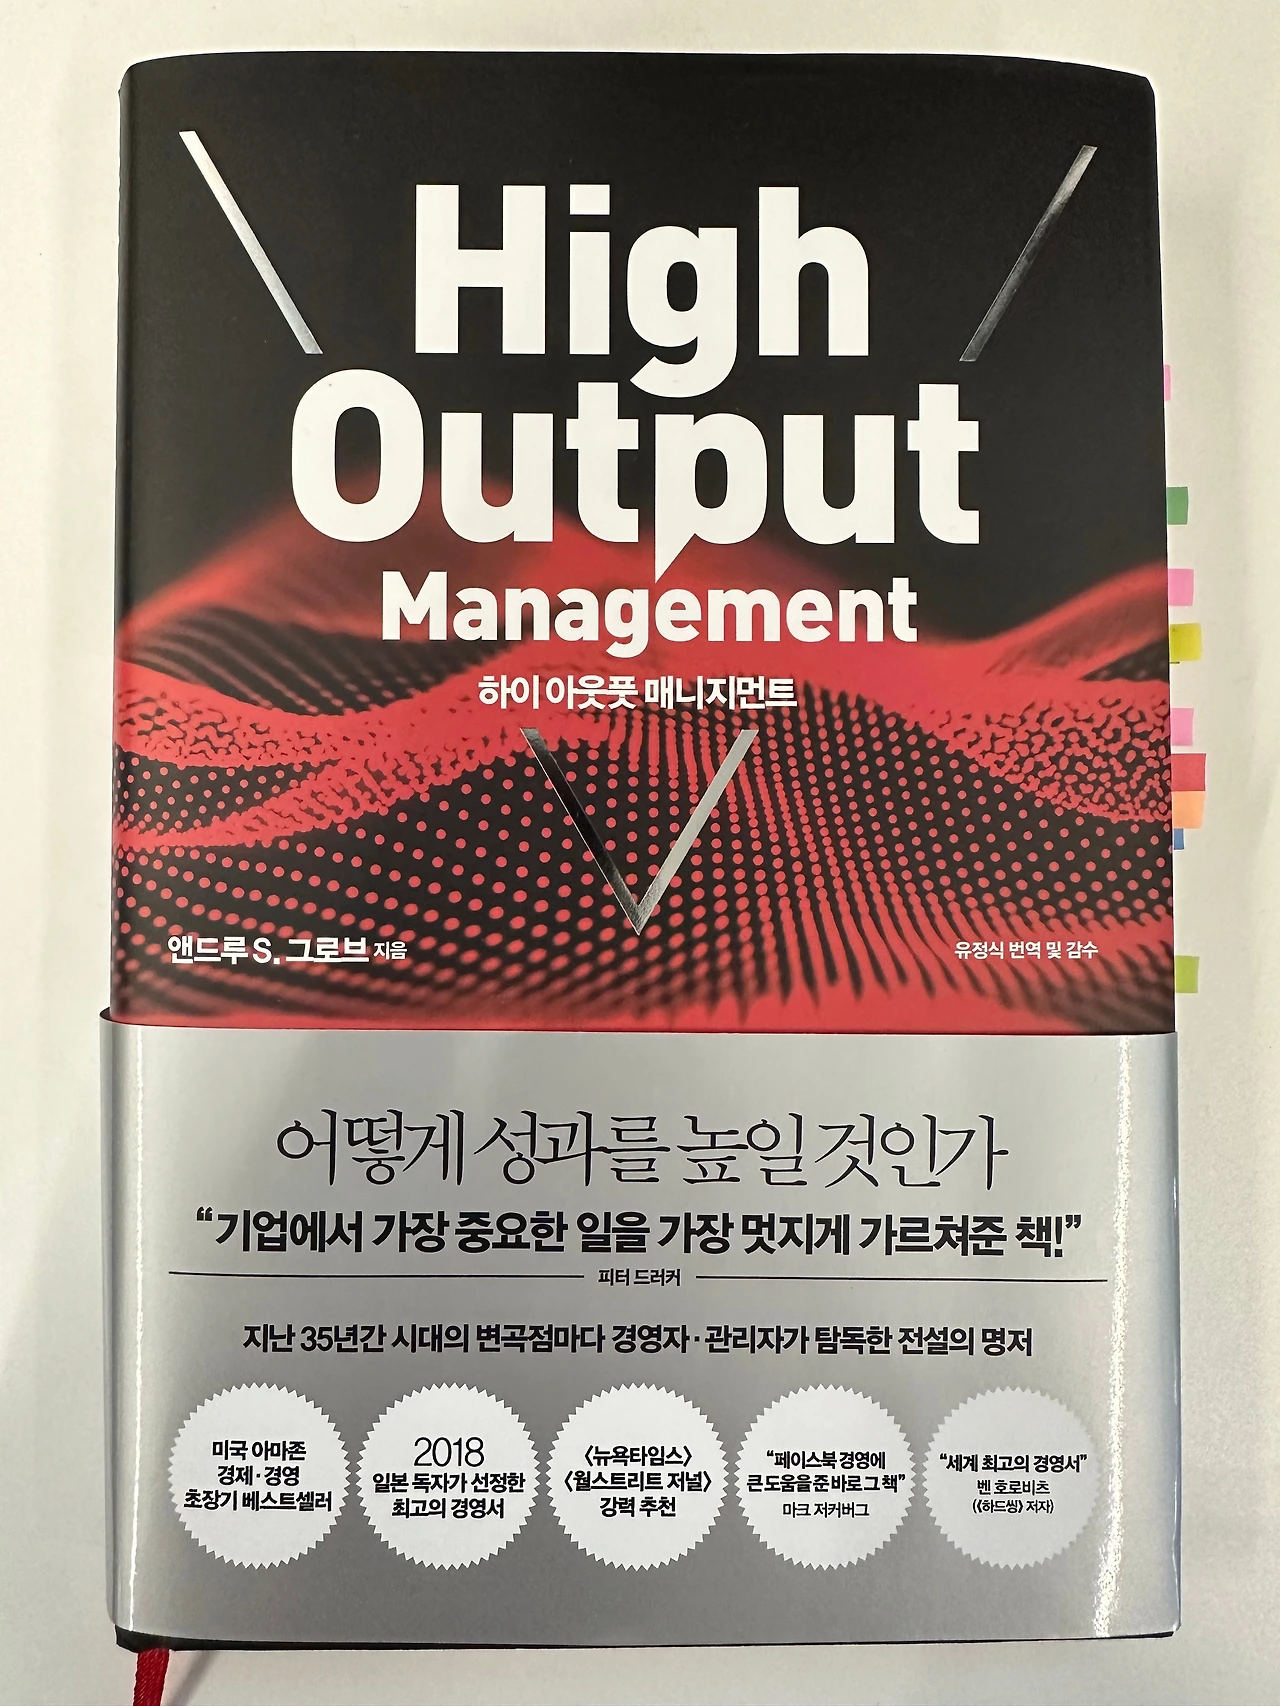 High
Output
Management
하이 아웃풋 매니지먼트
앤드루 S. 그로브 지음
유정식 번역 및 감수
어떻게 성과를 높일 것인가
“기업에서 가장 중요한 일을 가장 멋지게 가르쳐준 책!”
피터 드러커
지난 35년간 시대의 변곡점마다 경영자·관리자가 탐독한 전설의 명저
미국 아마존
경제·경영
초장기 베스트셀러
2018
일본 독자가 선정한
최고의 경영서
〈뉴욕타임스〉
〈월스트리트 저널〉
강력 추천
“페이스북 경영에
큰 도움을 준 바로 그 책”
마크 저커버그
“세계 최고의 경영서”
벤 호로비츠
(《하드씽》 저자)